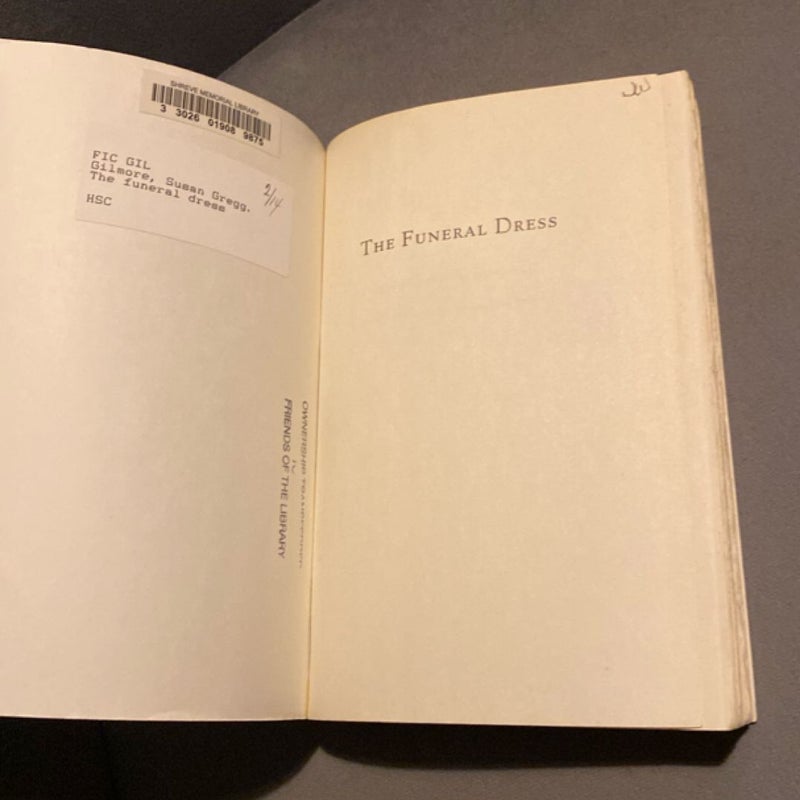 SHREVE MEMORIAL LIBRARY
3 3026 01908 9875
FIC GIL
Gilmore, Susan Gregg.
The funeral dress
2/14
HSC
OWNERSHIP
FRIENDS OF THE LIBRARY
THE FUNERAL DRESS